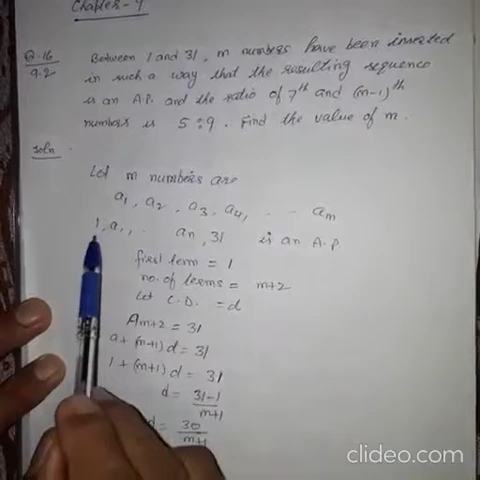 Chapter - 9
Q.16
9.2
Between 1 and 31, m numbers have been inserted
in such a way that the resulting sequence
is an A.P. and the ratio of 7th and (m-1)th
numbers is 5:9. Find the value of m.
Soln
Let m numbers are
a1, a2, a3, a4, . - am
1, a1, . an, 31 is an A.P
first term = 1
no. of terms = m+2
Let C.D. = d
Am+2 = 31
a + (m+1)d = 31
1 + (m+1)d = 31
d = 31-1
m+1
d = 30
m+1
clideo.com